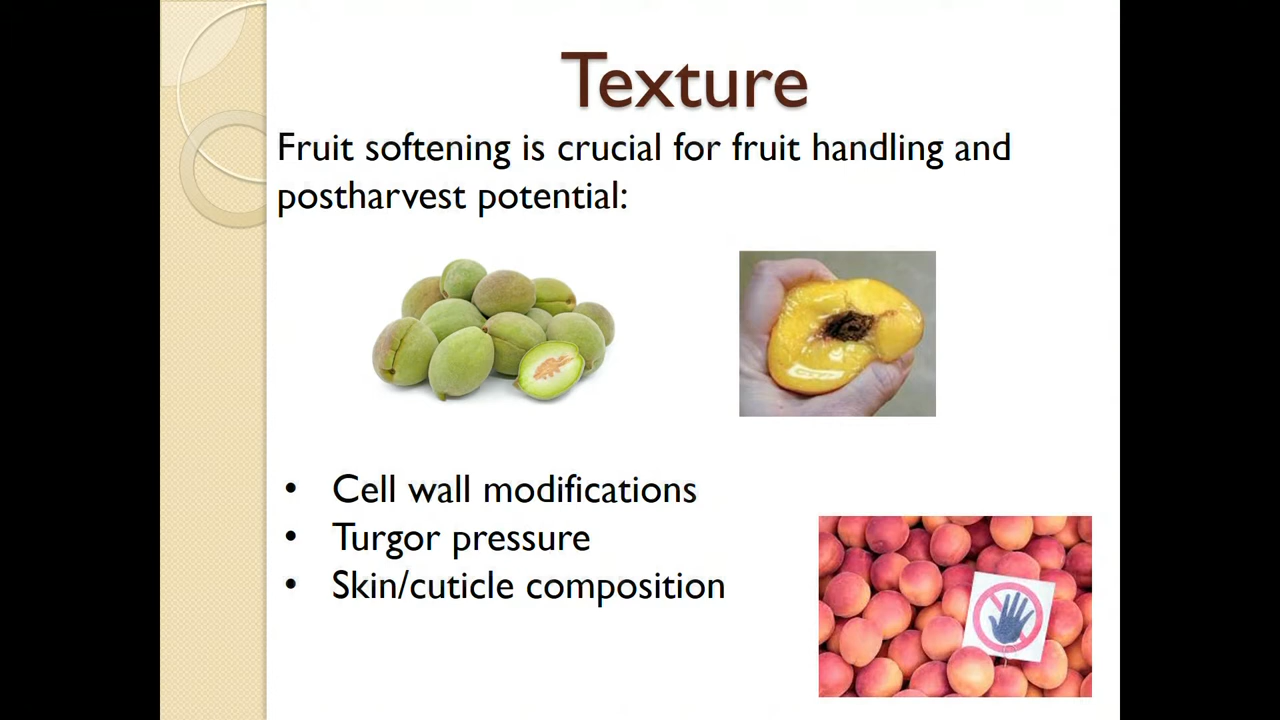 Texture
Fruit softening is crucial for fruit handling and
postharvest potential:
• Cell wall modifications
• Turgor pressure
• Skin/cuticle composition